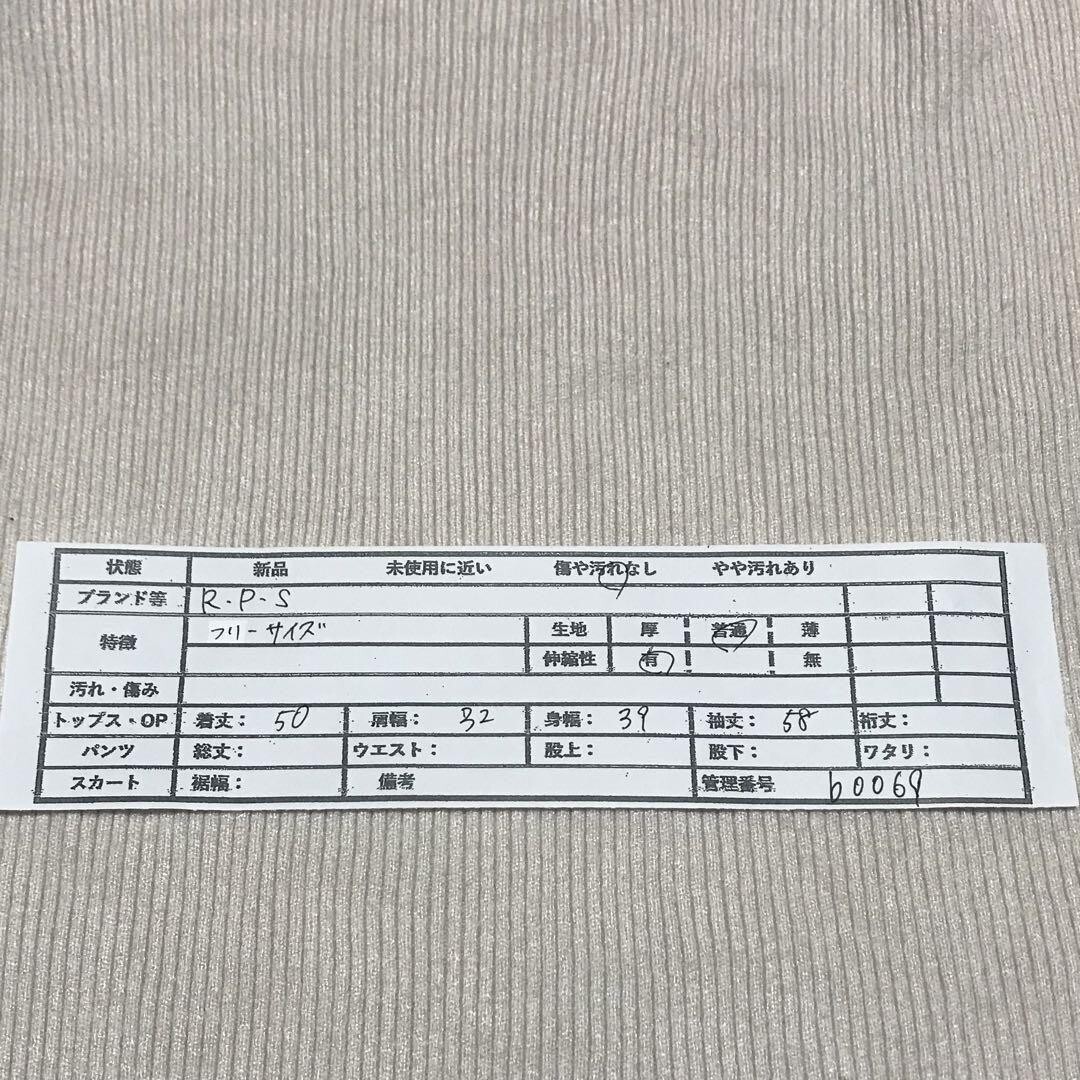 状態 新品 未使用に近い 傷や汚れなし やや汚れあり
ブランド等 R.P.S
特徴 フリーサイズ 生地 厚 普通 薄
伸縮性 有 無
汚れ・傷み
トップス・OP 着丈: 50 肩幅: 32 身幅: 39 袖丈: 58 裄丈:
パンツ 総丈: ウエスト: 股上: 股下: ワタリ:
スカート 裾幅: 備考 管理番号 b0069